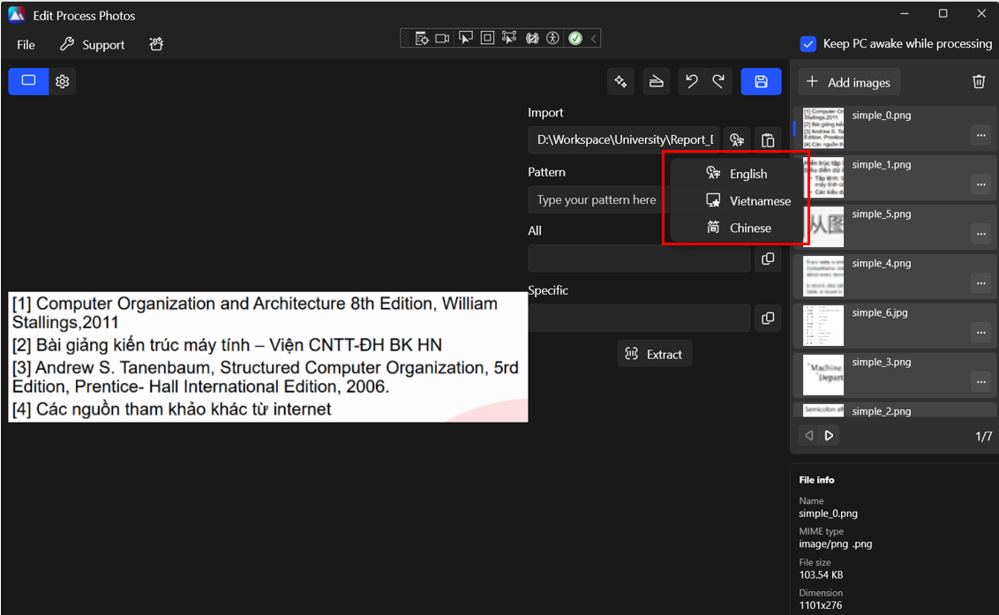 Edit Process Photos
File
Support
Keep PC awake while processing
Add images
Import
D:\Workspace\University\Report_
Pattern
Type your pattern here
All
Specific
Extract
English
Vietnamese
简 Chinese
[1] Computer Organization and Architecture 8th Edition, William
Stallings,2011
[2] Bài giảng kiến trúc máy tính – Viện CNTT-ĐH BK HN
[3] Andrew S. Tanenbaum, Structured Computer Organization, 5rd
Edition, Prentice- Hall International Edition, 2006.
[4] Các nguồn tham khảo khác từ internet
simple_0.png
simple_1.png
从图
simple_5.png
simple_4.png
simple_6.jpg
"Machine
simple_3.png
Semicolon
simple_2.png
1/7
File info
Name
simple_0.png
MIME type
image/png .png
File size
103.54 KB
Dimension
1101x276